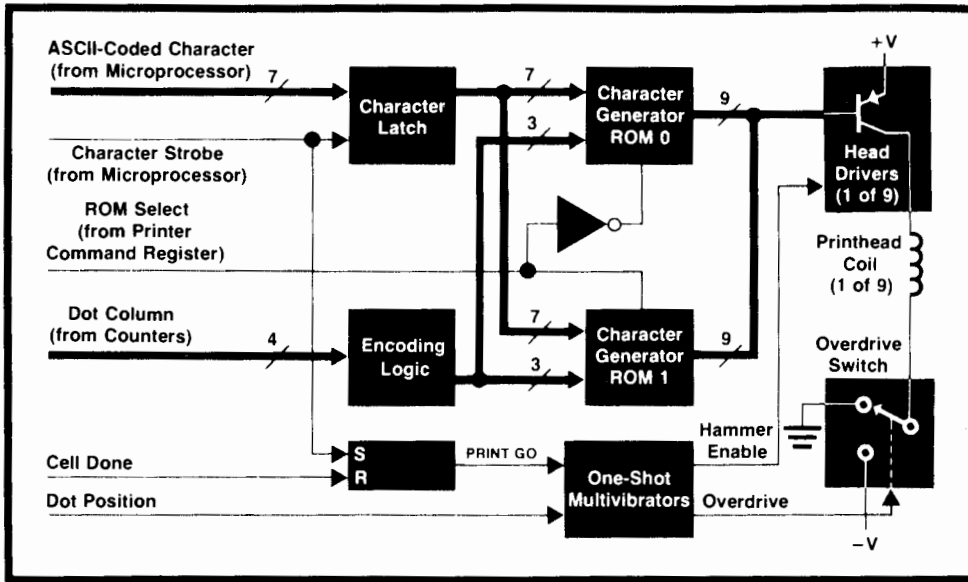 ASCII-Coded Character
(from Microprocessor)
7
Character
Latch
7
3
Character
Generator
ROM 0
9
+V
Head
Drivers
(1 of 9)
Character Strobe
(from Microprocessor)
ROM Select
(from Printer
Command Register)
Printhead
Coil
(1 of 9)
Dot Column
(from Counters)
4
Encoding
Logic
7
3
Character
Generator
ROM 1
9
Overdrive
Switch
Hammer
Enable
Cell Done
S
R
PRINT GO
One-Shot
Multivibrators
Dot Position
Overdrive
−V